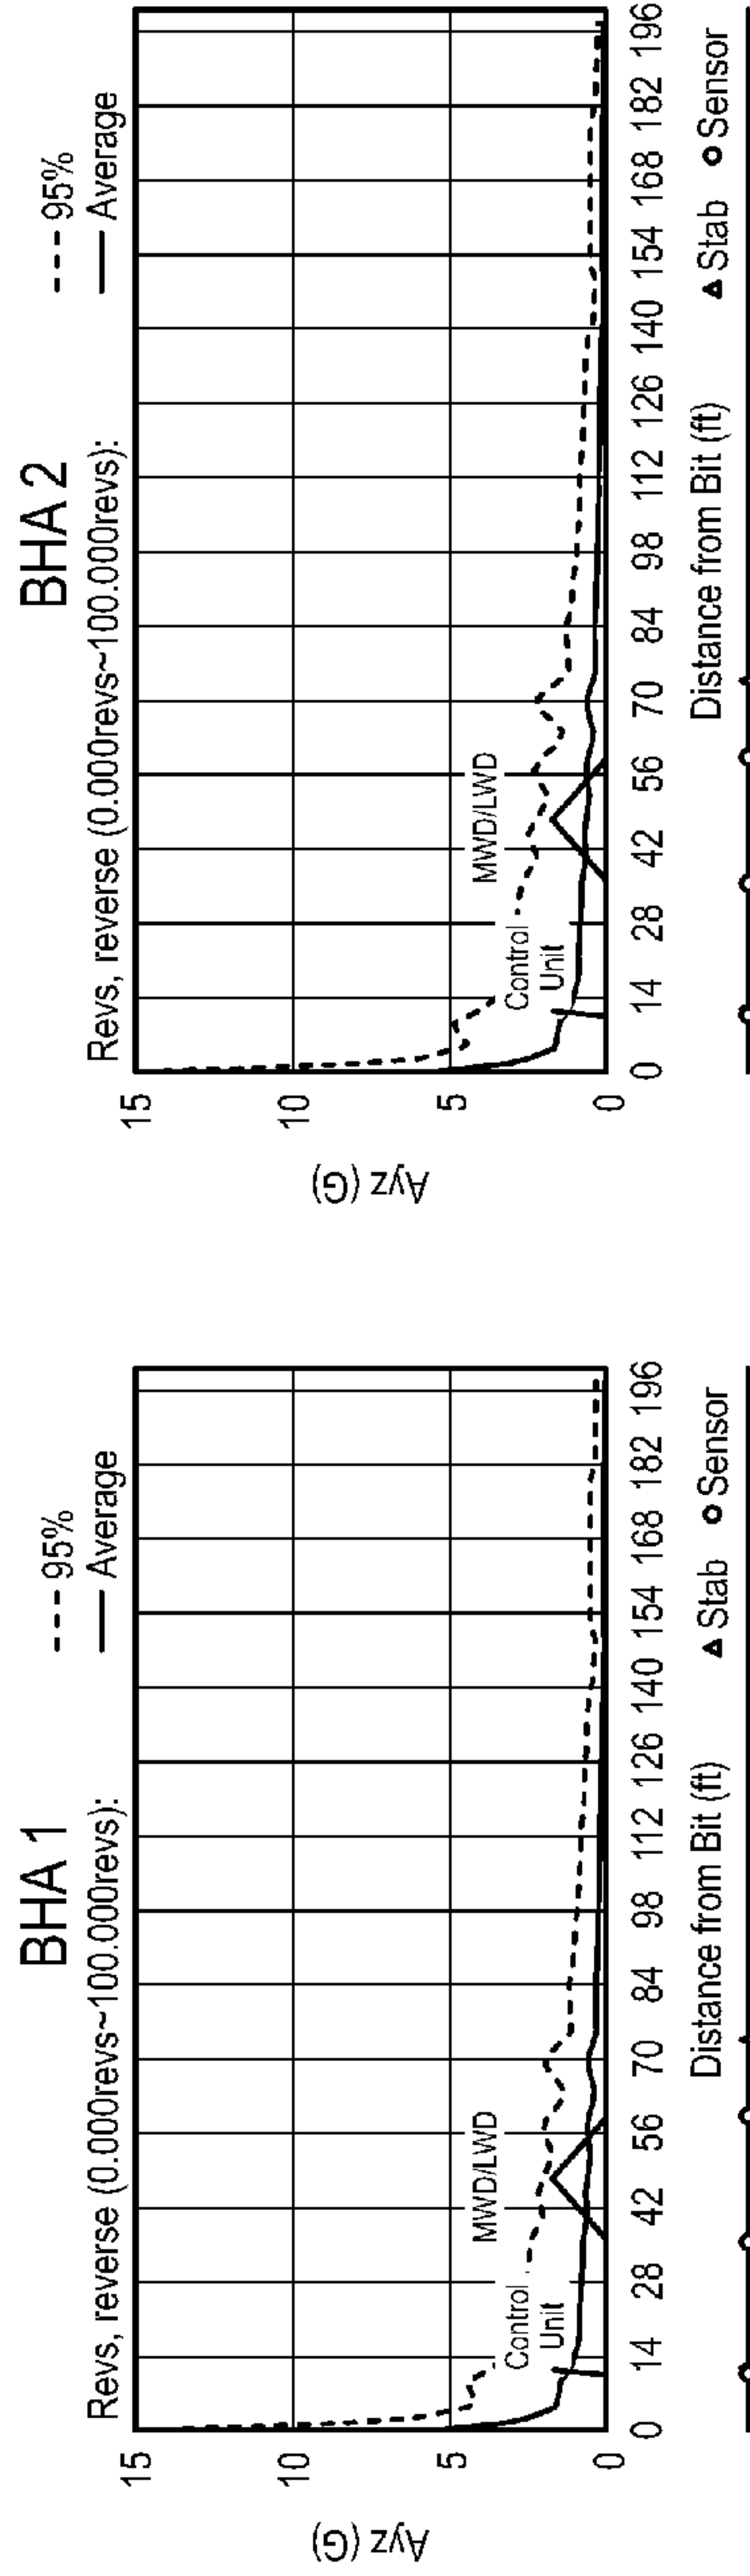 BHA 1
Revs, reverse (0.000revs~100.000revs):
--- 95%
— Average
Ayz (G)
15
10
5
0
Control
Unit
MWD/LWD
0 14 28 42 56 70 84 98 112 126 140 154 168 182 196
Distance from Bit (ft)
▲ Stab o Sensor
BHA 2
Revs, reverse (0.000revs~100.000revs):
--- 95%
— Average
Ayz (G)
15
10
5
0
Control
Unit
MWD/LWD
0 14 28 42 56 70 84 98 112 126 140 154 168 182 196
Distance from Bit (ft)
▲ Stab o Sensor